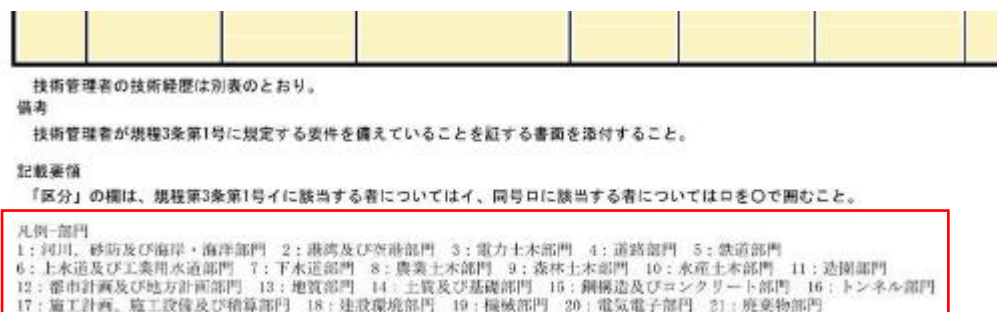 技術管理者の技術経歴は別表のとおり。
備考
技術管理者が規程3条第1号に規定する要件を備えていることを証する書面を添付すること。
記載要領
「区分」の欄は、規程第3条第1号イに該当する者についてはイ、同号ロに該当する者についてはロを〇で囲むこと。
凡例-部門
1：河川、砂防及び海岸・海洋部門　2：港湾及び空港部門　3：電力土木部門　4：道路部門　5：鉄道部門
6：上水道及び工業用水道部門　7：下水道部門　8：農業土木部門　9：森林土木部門　10：水産土木部門　11：造園部門
12：都市計画及び地方計画部門　13：地質部門　14：土質及び基礎部門　15：鋼構造及びコンクリート部門　16：トンネル部門
17：施工計画、施工設備及び積算部門　18：建設環境部門　19：機械部門　20：電気電子部門　21：廃棄物部門